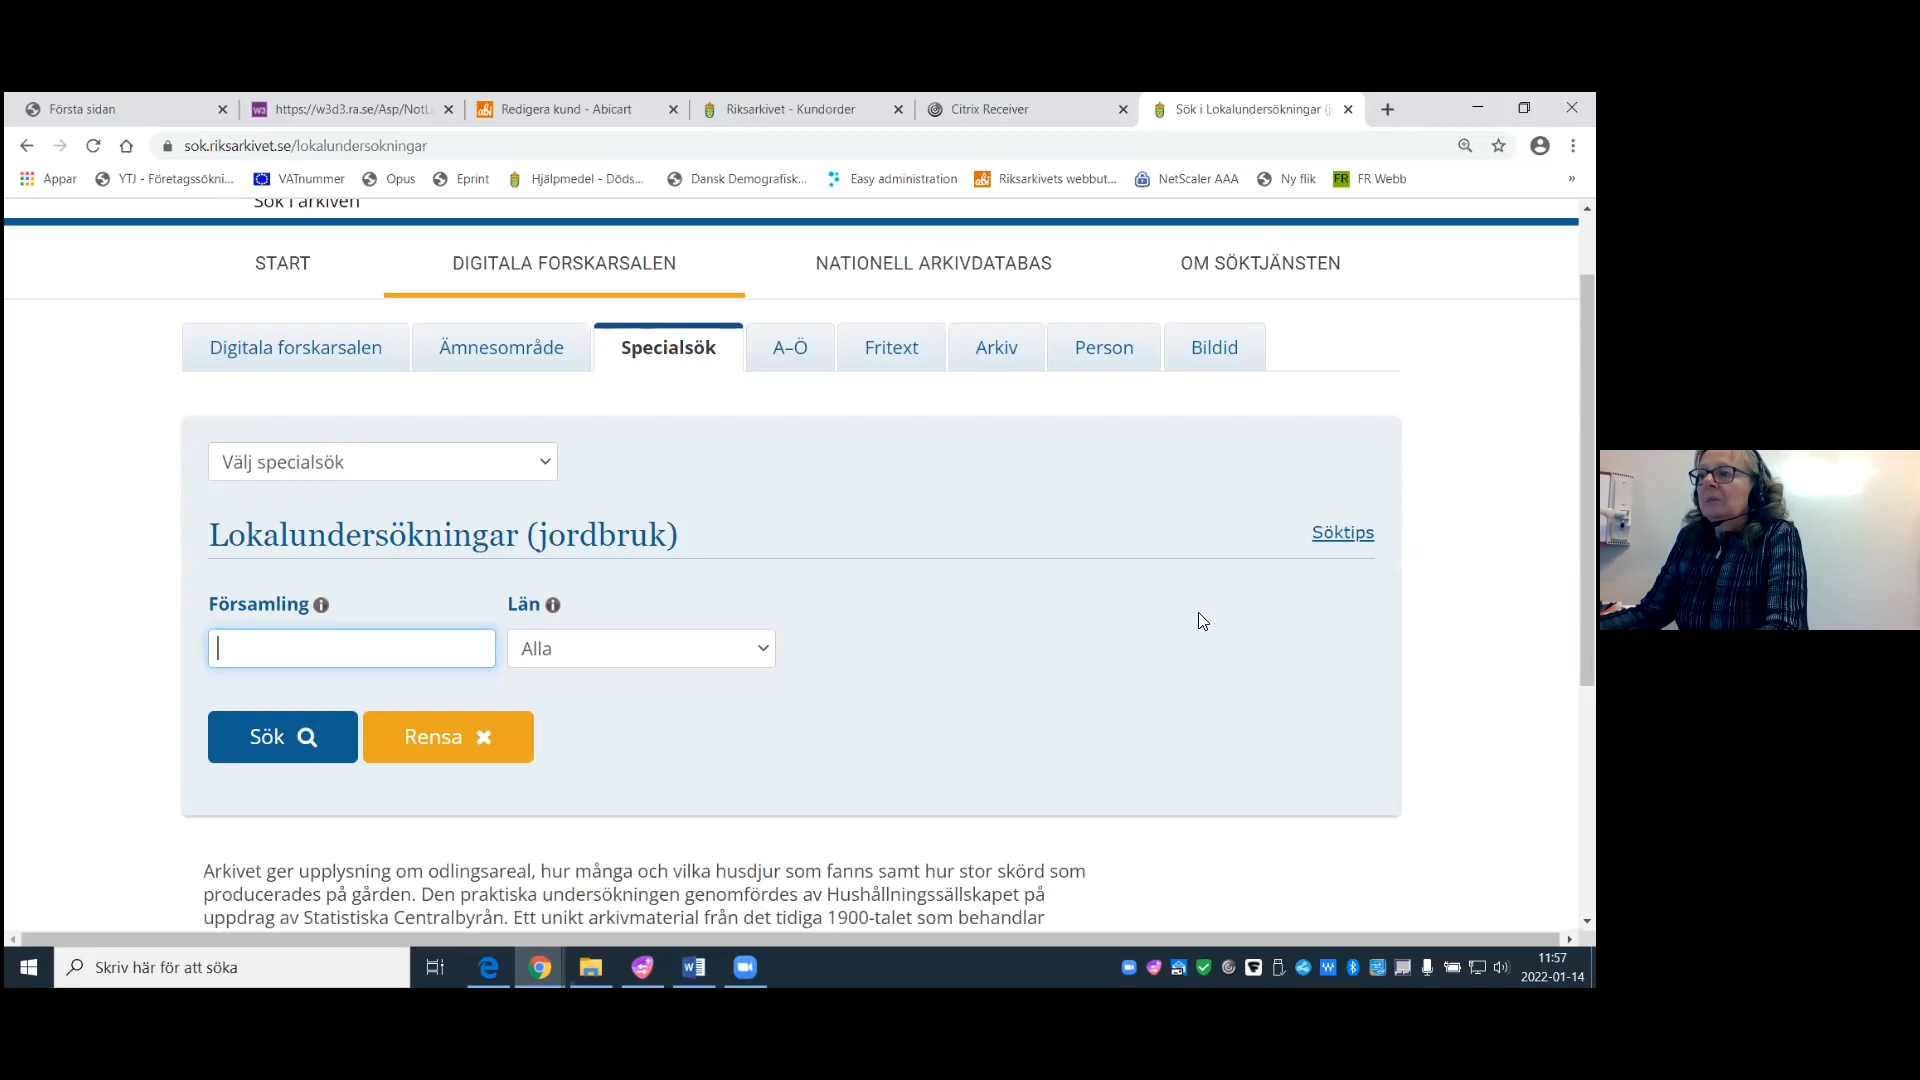 Första sidan
https://w3d3.ra.se/Asp/NotL
Redigera kund - Abicart
Riksarkivet - Kundorder
Citrix Receiver
Sök i Lokalundersökningar (j
sok.riksarkivet.se/lokalundersokningar
Appar
YTJ - Företagssökni...
VATnummer
Opus
Eprint
Hjälpmedel - Döds...
Dansk Demografisk...
Easy administration
Riksarkivets webbut...
NetScaler AAA
Ny flik
FR Webb
»
Sök i arkiven
START
DIGITALA FORSKARSALEN
NATIONELL ARKIVDATABAS
OM SÖKTJÄNSTEN
Digitala forskarsalen
Ämnesområde
Specialsök
A–Ö
Fritext
Arkiv
Person
Bildid
Välj specialsök
Lokalundersökningar (jordbruk)
Söktips
Församling
Län
Alla
Sök
Rensa
Arkivet ger upplysning om odlingsareal, hur många och vilka husdjur som fanns samt hur stor skörd som
producerades på gården. Den praktiska undersökningen genomfördes av Hushållningssällskapet på
uppdrag av Statistiska Centralbyrån. Ett unikt arkivmaterial från det tidiga 1900-talet som behandlar
Skriv här för att söka
11:57
2022-01-14